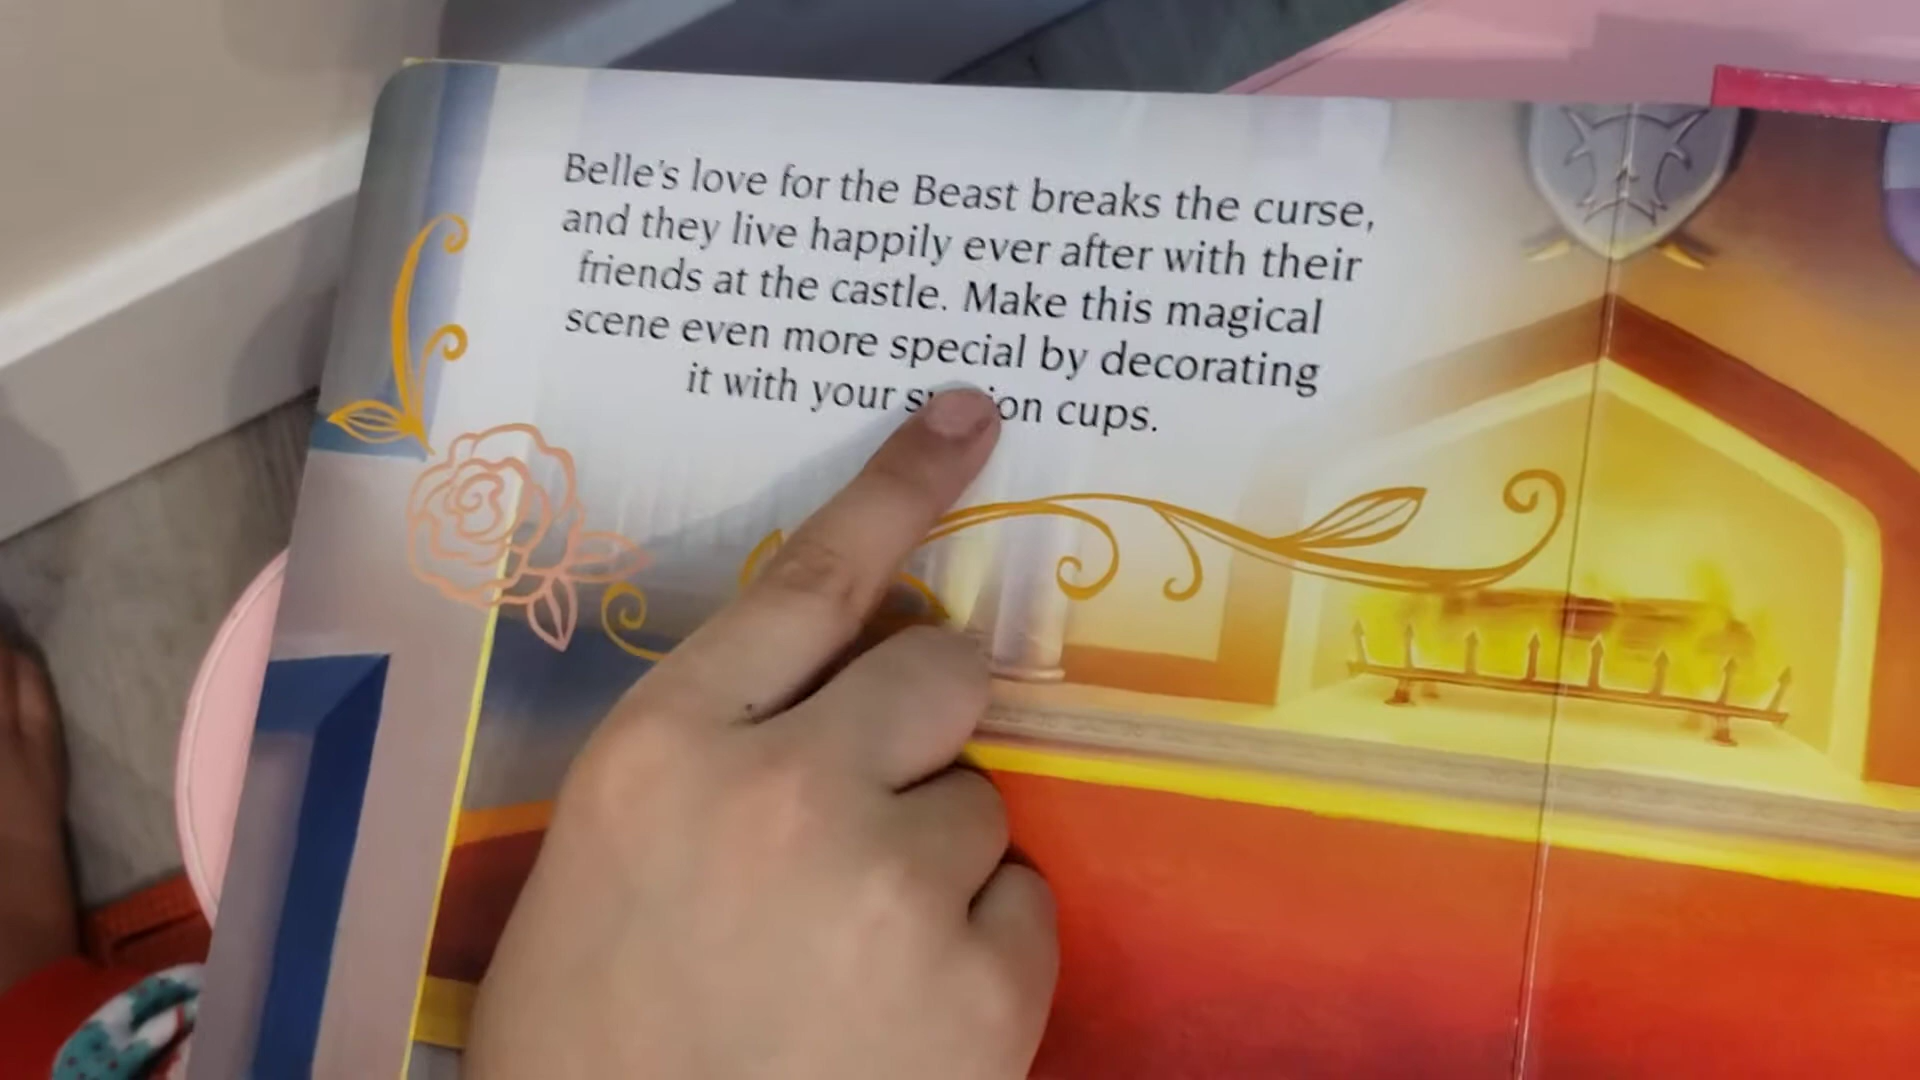 Belle's love for the Beast breaks the curse,
and they live happily ever after with their
friends at the castle. Make this magical
scene even more special by decorating
it with your cups.